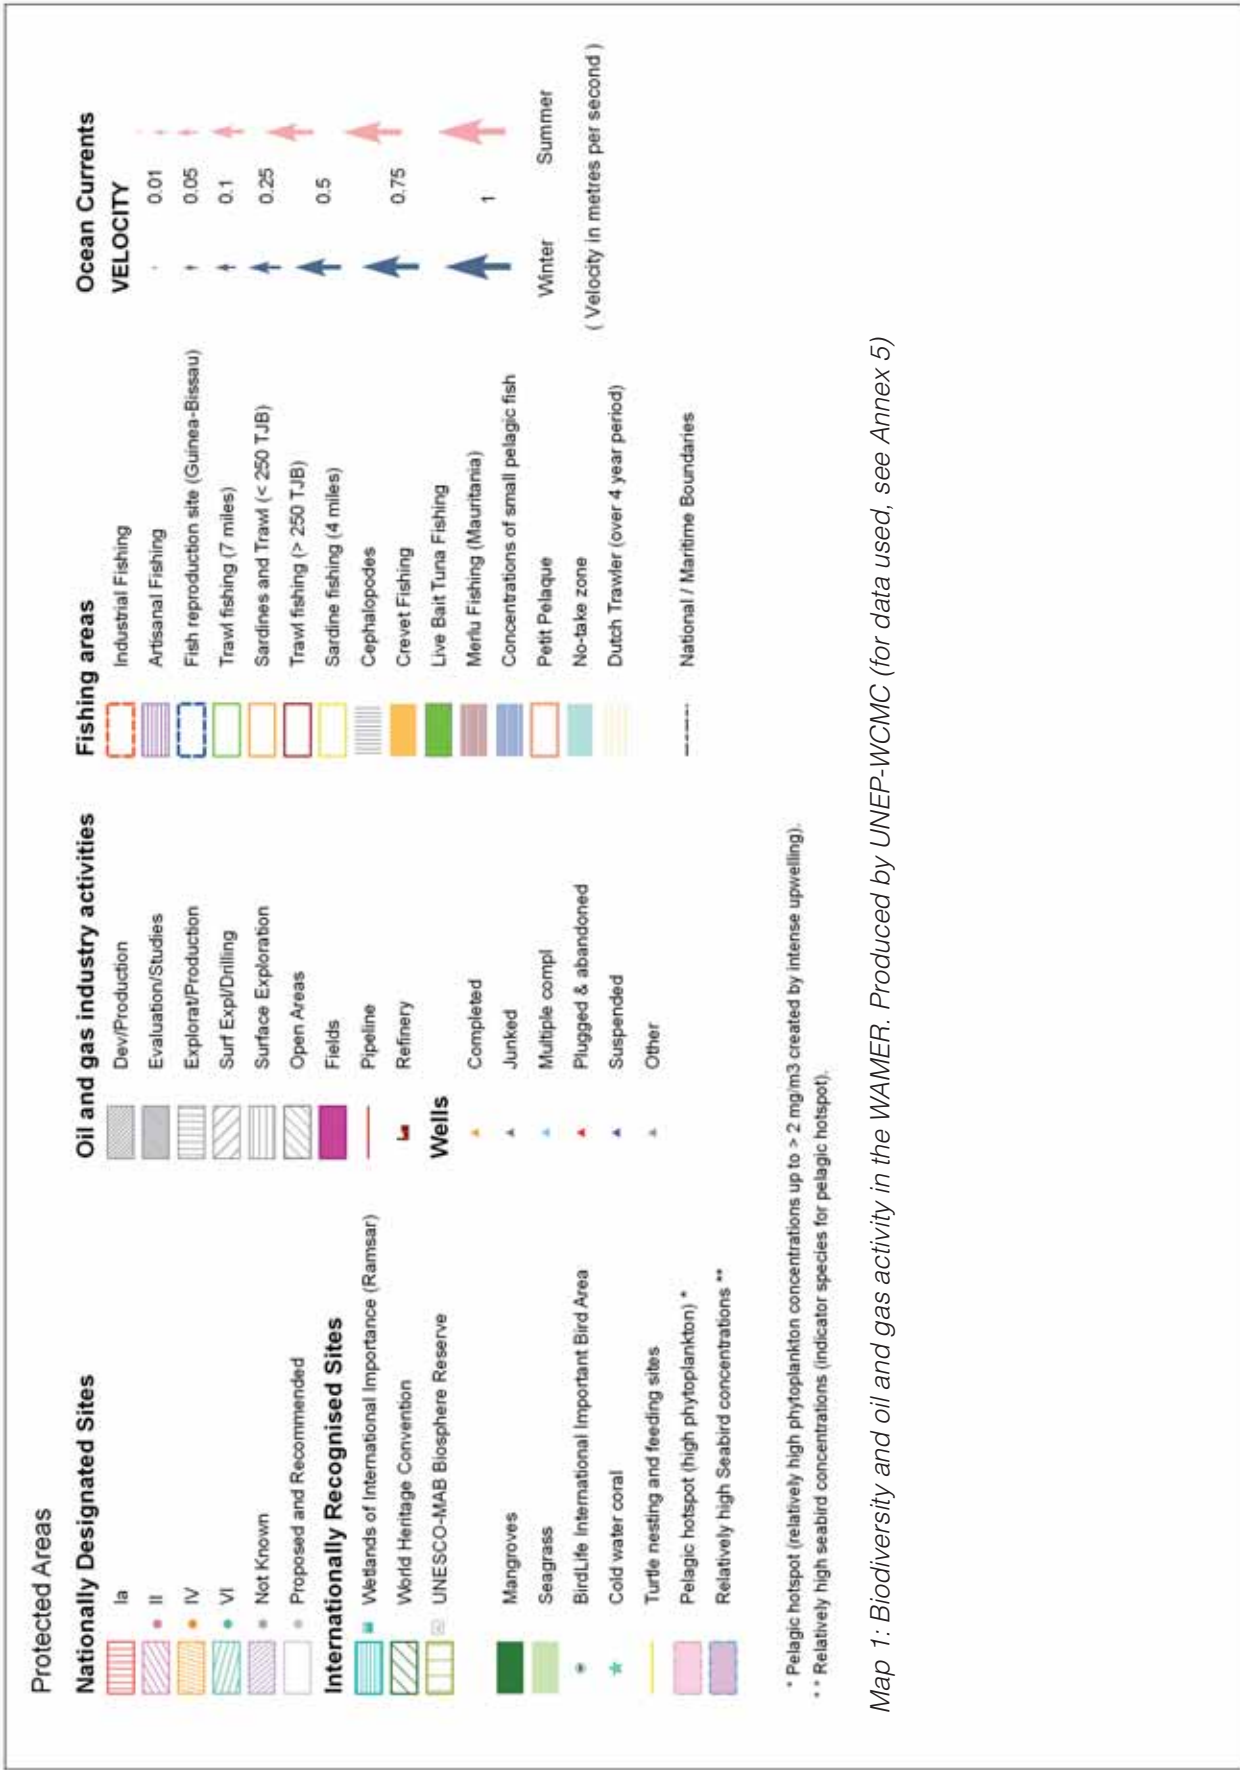 Protected Areas
Nationally Designated Sites
Ia
II
IV
VI
Not Known
Proposed and Recommended
Internationally Recognised Sites
Wetlands of International Importance (Ramsar)
World Heritage Convention
UNESCO-MAB Biosphere Reserve
Mangroves
Seagrass
BirdLife International Important Bird Area
Cold water coral
Turtle nesting and feeding sites
Pelagic hotspot (high phytoplankton) *
Relatively high Seabird concentrations **
Oil and gas industry activities
Dev/Production
Evaluation/Studies
Explorat/Production
Surf Expl/Drilling
Surface Exploration
Open Areas
Fields
Pipeline
Refinery
Wells
Completed
Junked
Multiple compl
Plugged & abandoned
Suspended
Other
Fishing areas
Industrial Fishing
Artisanal Fishing
Fish reproduction site (Guinea-Bissau)
Trawl fishing (7 miles)
Sardines and Trawl (< 250 TJB)
Trawl fishing (> 250 TJB)
Sardine fishing (4 miles)
Cephalopodes
Crevet Fishing
Live Bait Tuna Fishing
Merlu Fishing (Mauritania)
Concentrations of small pelagic fish
Petit Pelaque
No-take zone
Dutch Trawler (over 4 year period)
National / Maritime Boundaries
Ocean Currents
VELOCITY
0.01
0.05
0.1
0.25
0.5
0.75
1
Winter Summer
( Velocity in metres per second )
* Pelagic hotspot (relatively high phytoplankton concentrations up to > 2 mg/m3 created by intense upwelling).
** Relatively high seabird concentrations (indicator species for pelagic hotspot).
Map 1: Biodiversity and oil and gas activity in the WAMER. Produced by UNEP-WCMC (for data used, see Annex 5)